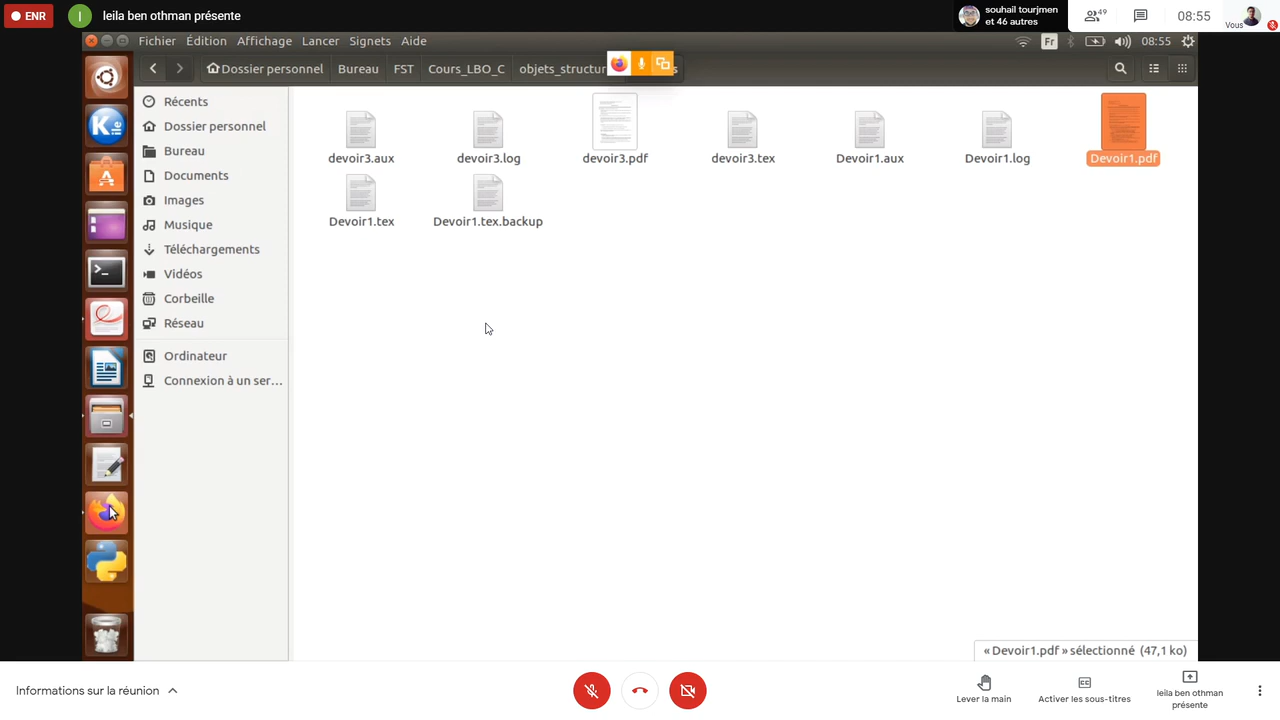 ENR
I
leila ben othman présente
souhail tourjmen
et 46 autres
49
08:55
Vous
Fichier Édition Affichage Lancer Signets Aide
Fr
08:55
Dossier personnel Bureau FST Cours_LBO_C objets_structur
s
Récents
Dossier personnel
Bureau
Documents
Images
Musique
Téléchargements
Vidéos
Corbeille
Réseau
Ordinateur
Connexion à un ser…
devoir3.aux devoir3.log devoir3.pdf devoir3.tex Devoir1.aux Devoir1.log Devoir1.pdf
Devoir1.tex Devoir1.tex.backup
« Devoir1.pdf » sélectionné (47,1 ko)
Informations sur la réunion
Lever la main
Activer les sous-titres
leila ben othman
présente